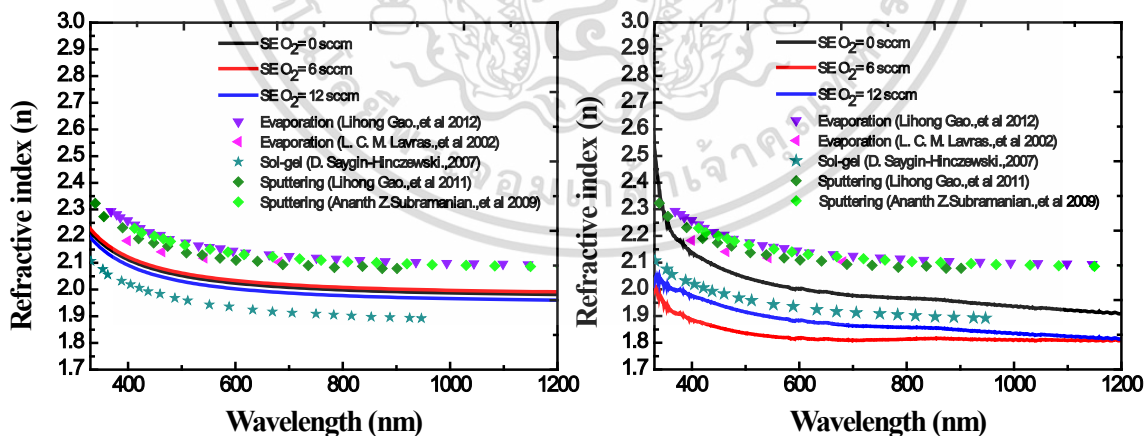 3.0
2.9
2.8
2.7
2.6
2.5
2.4
2.3
2.2
2.1
2.0
1.9
1.8
1.7
Refractive index (n)
SE O2= 0 sccm
SE O2= 6 sccm
SE O2= 12 sccm
Evaporation (Lihong Gao.,et al 2012)
Evaporation (L. C. M. Lavras.,et al 2002)
Sol-gel (D. Saygin-Hinczewski.,2007)
Sputtering (Lihong Gao.,et al 2011)
Sputtering (Ananth Z.Subramanian.,et al 2009)
400 600 800 1000 1200
Wavelength (nm)
3.0
2.9
2.8
2.7
2.6
2.5
2.4
2.3
2.2
2.1
2.0
1.9
1.8
1.7
Refractive index (n)
SE O2= 0 sccm
SE O2= 6 sccm
SE O2= 12 sccm
Evaporation (Lihong Gao.,et al 2012)
Evaporation (L. C. M. Lavras.,et al 2002)
Sol-gel (D. Saygin-Hinczewski.,2007)
Sputtering (Lihong Gao.,et al 2011)
Sputtering (Ananth Z.Subramanian.,et al 2009)
400 600 800 1000 1200
Wavelength (nm)